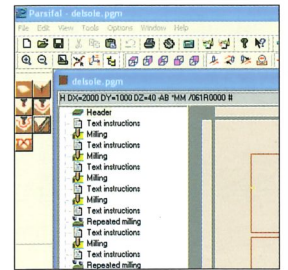 Parsifal - delsole.pgm
File Edit View Tools Options Window Help
delsole.pgm
H DX=2000 DY=1000 DZ=40 -AB *MM /061R0000 #
Header
Text instructions
Milling
Text instructions
Milling
Text instructions
Milling
Text instructions
Milling
Text instructions
Repeated milling
Text instructions
Milling
Text instructions
Repeated milling